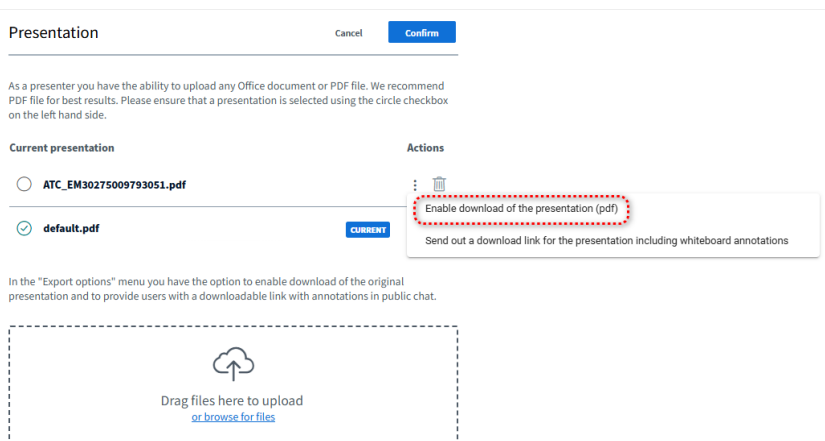 Presentation
Cancel
Confirm
As a presenter you have the ability to upload any Office document or PDF file. We recommend
PDF file for best results. Please ensure that a presentation is selected using the circle checkbox
on the left hand side.
Current presentation
Actions
ATC_EM30275009793051.pdf
Enable download of the presentation (pdf)
default.pdf
CURRENT
Send out a download link for the presentation including whiteboard annotations
In the "Export options" menu you have the option to enable download of the original
presentation and to provide users with a downloadable link with annotations in public chat.
Drag files here to upload
or browse for files